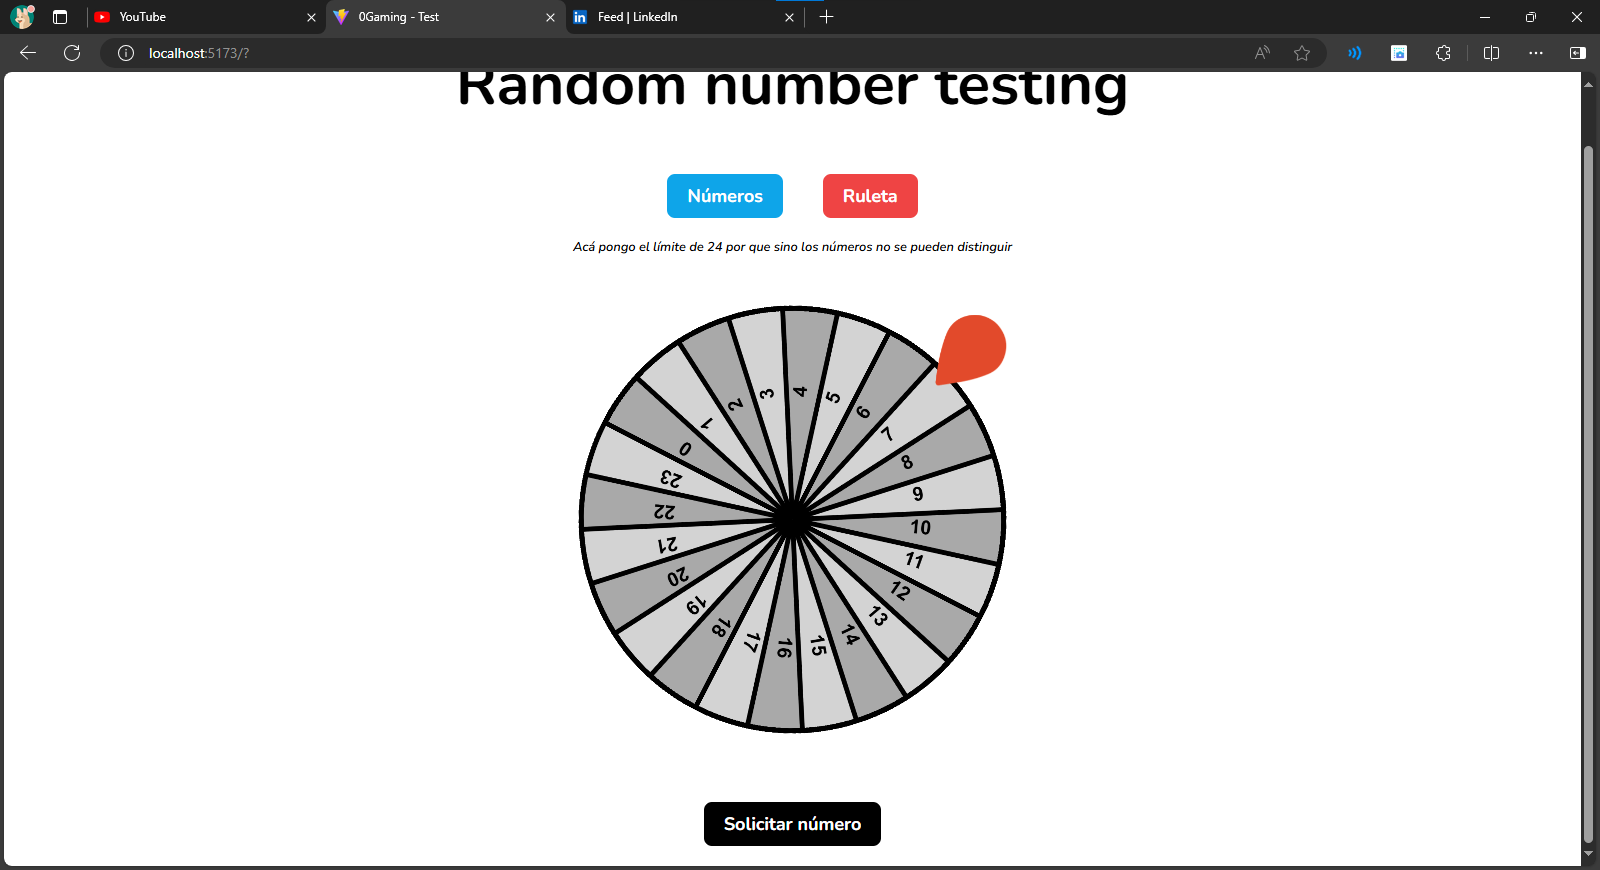 YouTube
0Gaming - Test
Feed | LinkedIn
localhost:5173/?
Random number testing
Números
Ruleta
Acá pongo el límite de 24 por que sino los números no se pueden distinguir
0
1
2
3
4
5
6
7
8
9
10
11
12
13
14
15
16
17
18
19
20
21
22
23
Solicitar número